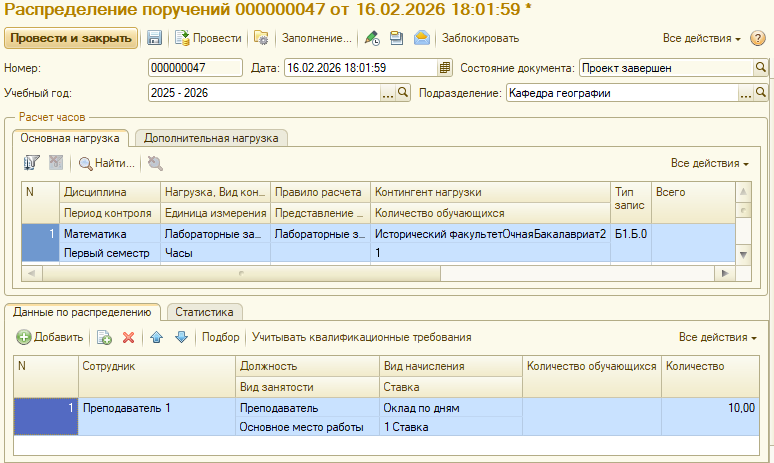 Распределение поручений 000000047 от 16.02.2026 18:01:59 *
Провести и закрыть Провести Заполнение... Заблокировать Все действия
Номер: 000000047 Дата: 16.02.2026 18:01:59 Состояние документа: Проект завершен
Учебный год: 2025 - 2026 ... Подразделение: Кафедра географии ...
Расчет часов
Основная нагрузка Дополнительная нагрузка
Найти... Все действия
N Дисциплина Нагрузка, Вид кон... Правило расчета Контингент нагрузки Тип запис Всего
Период контроля Единица измерения Представление ... Количество обучающихся
1 Математика Лабораторные за... Лабораторные з... Исторический факультетОчнаяБакалавриат2 Б1.Б.0
Первый семестр Часы 1
Данные по распределению Статистика
Добавить Подбор Учитывать квалификационные требования Все действия
N Сотрудник Должность Вид начисления Количество обучающихся Количество
Вид занятости Ставка
1 Преподаватель 1 Преподаватель Оклад по дням 10,00
Основное место работы 1 Ставка